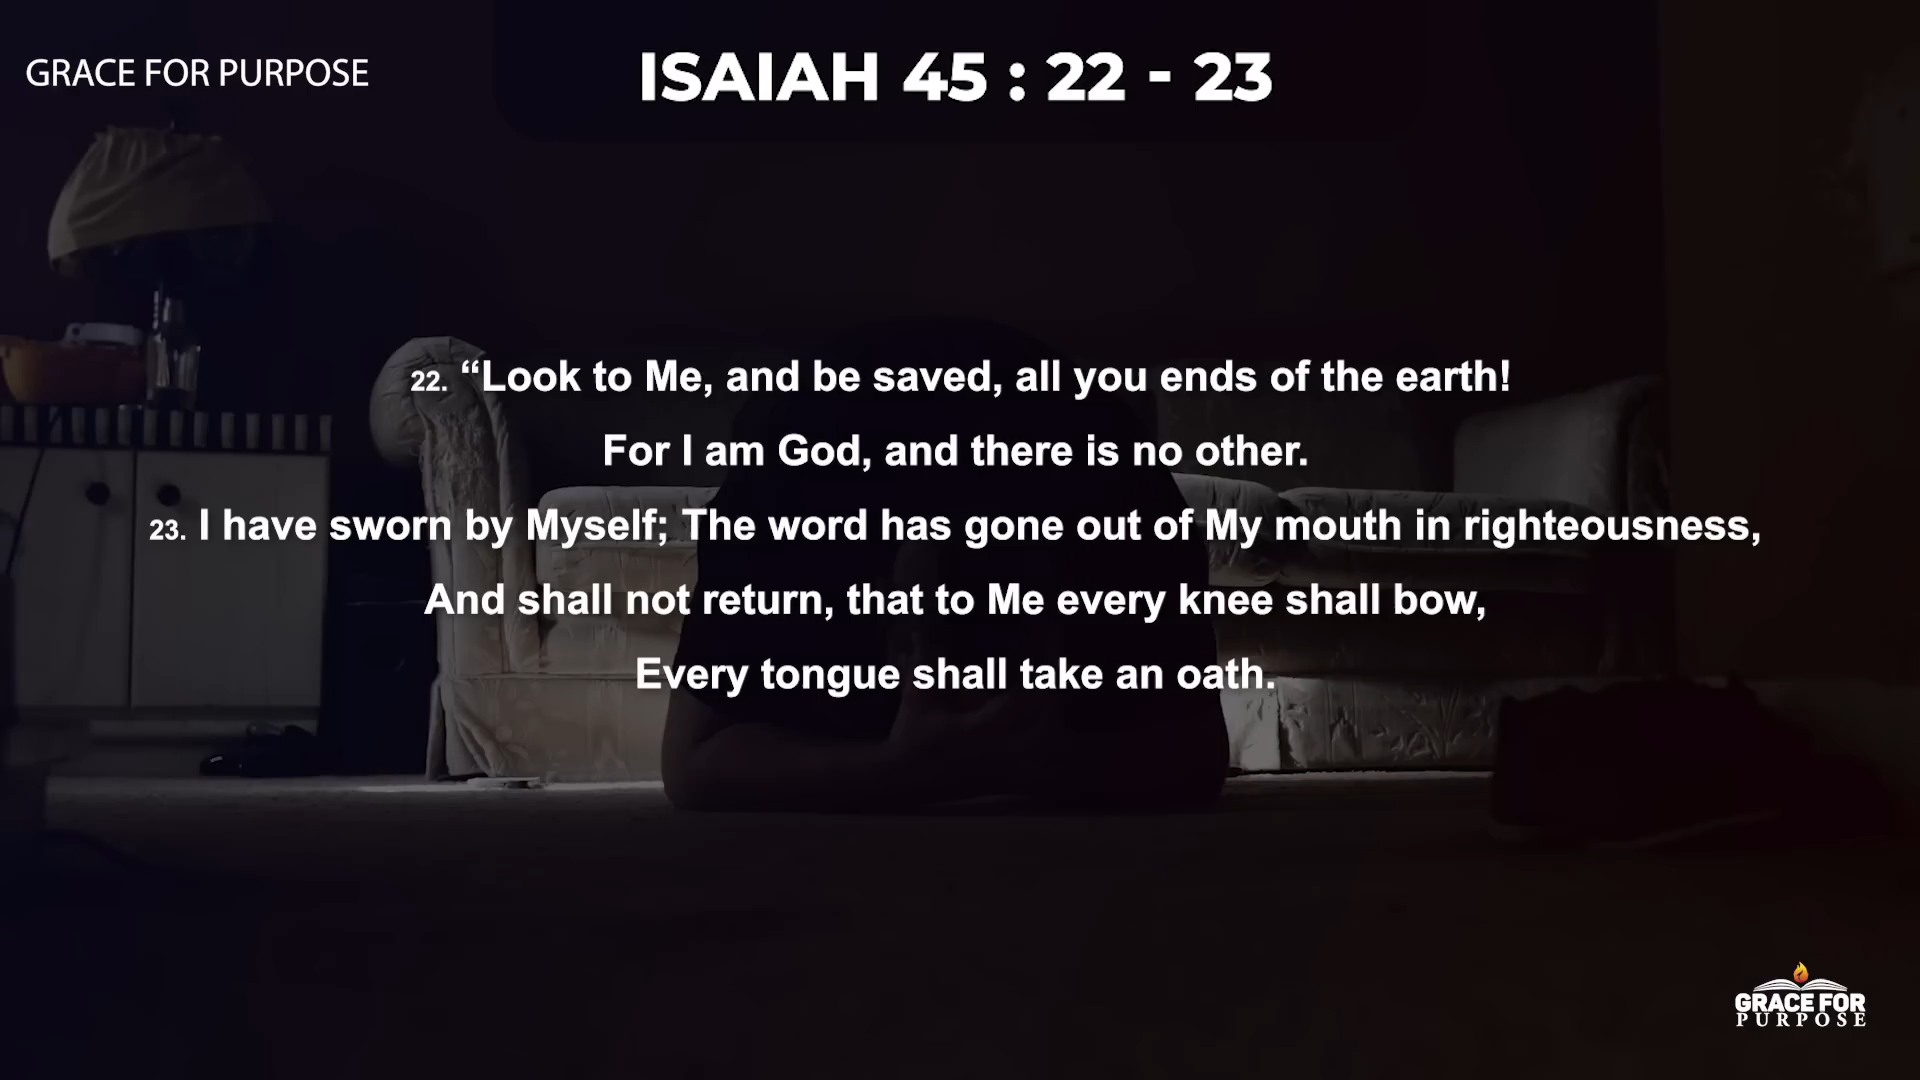 GRACE FOR PURPOSE
ISAIAH 45 : 22 - 23
22. “Look to Me, and be saved, all you ends of the earth!
For I am God, and there is no other.
23. I have sworn by Myself; The word has gone out of My mouth in righteousness,
And shall not return, that to Me every knee shall bow,
Every tongue shall take an oath.
GRACE FOR
PURPOSE